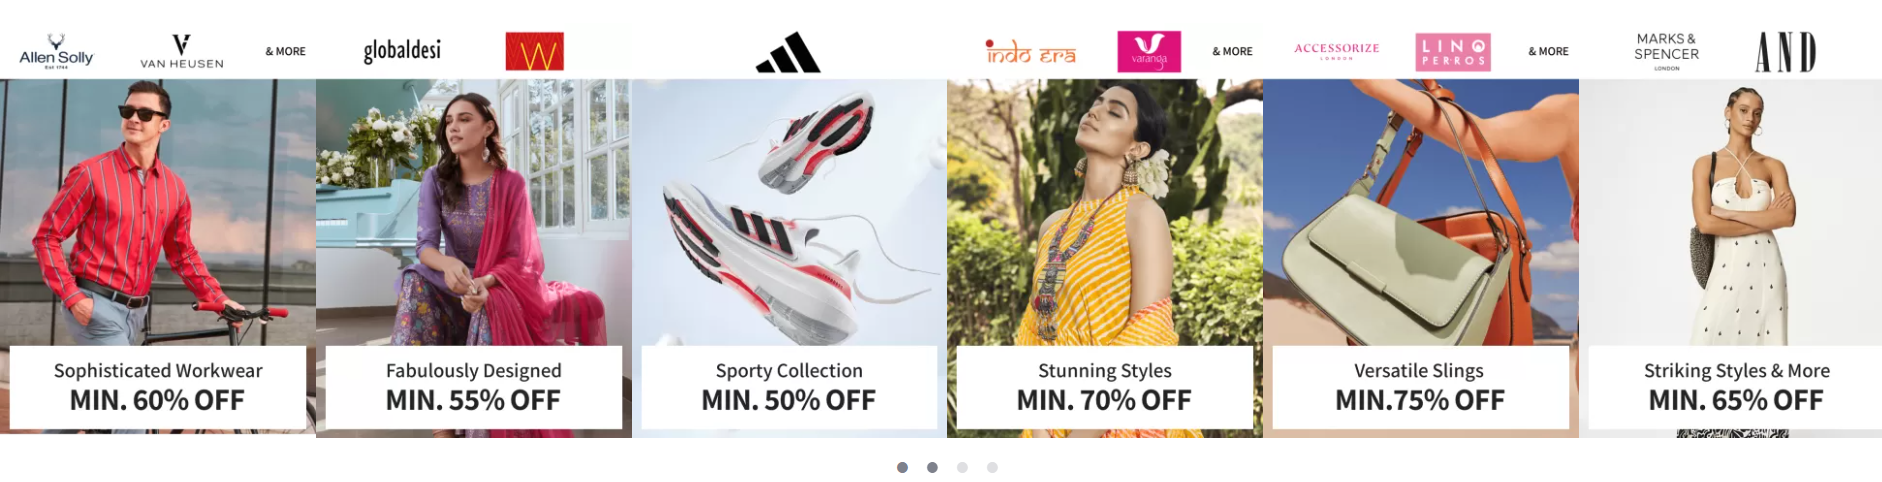 Allen Solly
EST. 1744
VAN HEUSEN
& MORE
globaldesi
W
indo era
varanga
& MORE
ACCESSORIZE
LONDON
LINO
PERROS
& MORE
MARKS &
SPENCER
LONDON
AND
Sophisticated Workwear
MIN. 60% OFF
Fabulously Designed
MIN. 55% OFF
Sporty Collection
MIN. 50% OFF
Stunning Styles
MIN. 70% OFF
Versatile Slings
MIN.75% OFF
Striking Styles & More
MIN. 65% OFF